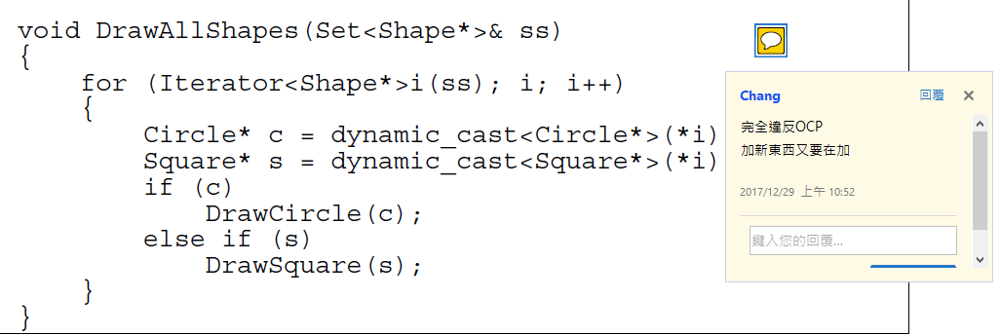 void DrawAllShapes(Set<Shape*>& ss)
{
    for (Iterator<Shape*>i(ss); i; i++)
    {
        Circle* c = dynamic_cast<Circle*>(*i)
        Square* s = dynamic_cast<Square*>(*i)
        if (c)
            DrawCircle(c);
        else if (s)
            DrawSquare(s);
    }
}
Chang 回覆
完全違反OCP
加新東西又要在加
2017/12/29 上午 10:52
鍵入您的回覆...